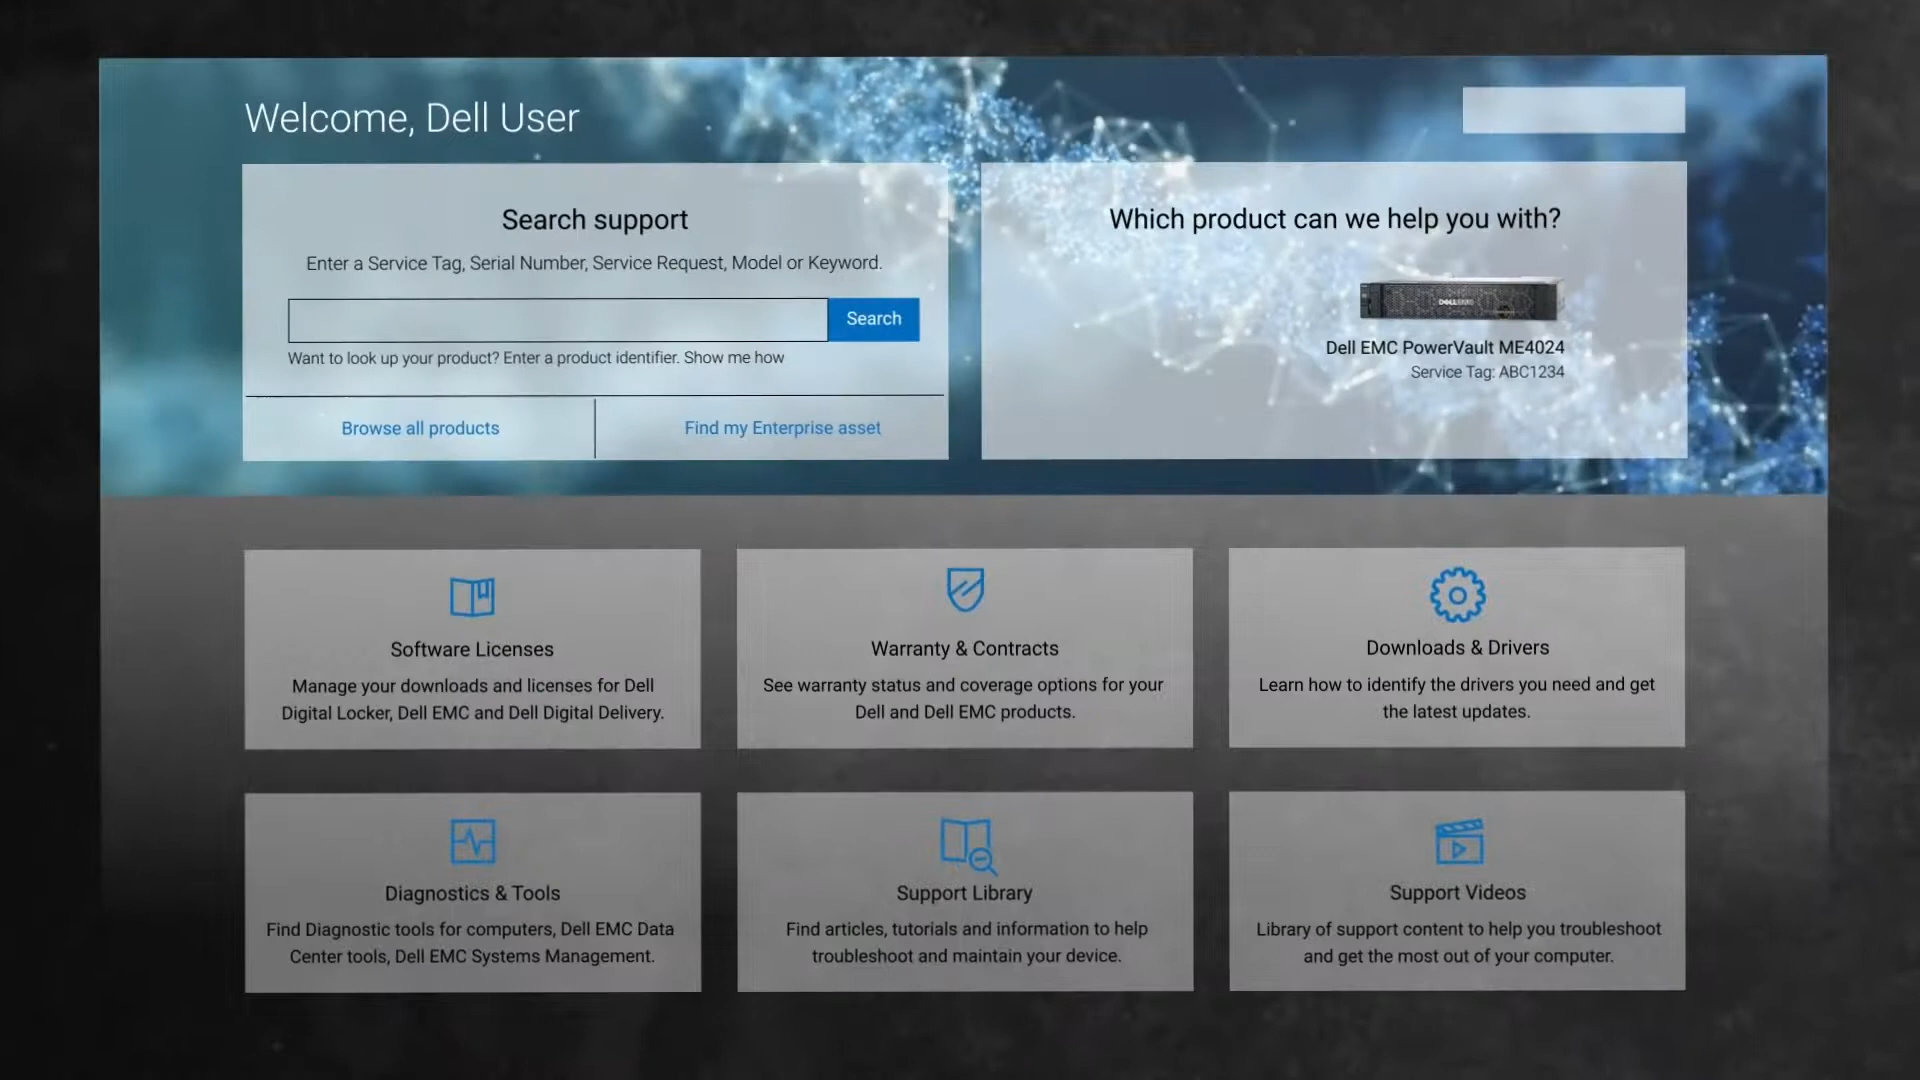 Welcome, Dell User
Search support
Enter a Service Tag, Serial Number, Service Request, Model or Keyword.
Search
Want to look up your product? Enter a product identifier. Show me how
Browse all products
Find my Enterprise asset
Which product can we help you with?
DELL EMC
Dell EMC PowerVault ME4024
Service Tag: ABC1234
Software Licenses
Manage your downloads and licenses for Dell
Digital Locker, Dell EMC and Dell Digital Delivery.
Warranty & Contracts
See warranty status and coverage options for your
Dell and Dell EMC products.
Downloads & Drivers
Learn how to identify the drivers you need and get
the latest updates.
Diagnostics & Tools
Find Diagnostic tools for computers, Dell EMC Data
Center tools, Dell EMC Systems Management.
Support Library
Find articles, tutorials and information to help
troubleshoot and maintain your device.
Support Videos
Library of support content to help you troubleshoot
and get the most out of your computer.